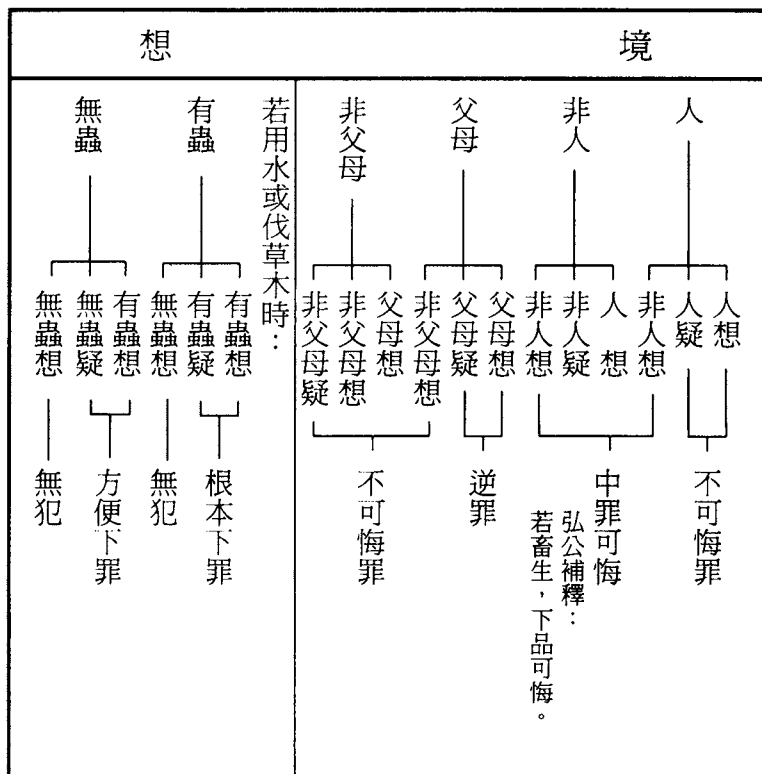 境想
人
人想
人疑
非人想
不可悔罪
非人
人想
非人疑
非人想
中罪可悔
弘公補釋：
若畜生，下品可悔。
父母
父母想
父母疑
非父母想
逆罪
非父母
父母想
非父母想
非父母疑
不可悔罪
若用水或伐草木時：
有蟲
有蟲想
有蟲疑
無蟲想
根本下罪
無犯
無蟲
有蟲想
無蟲疑
無蟲想
方便下罪
無犯